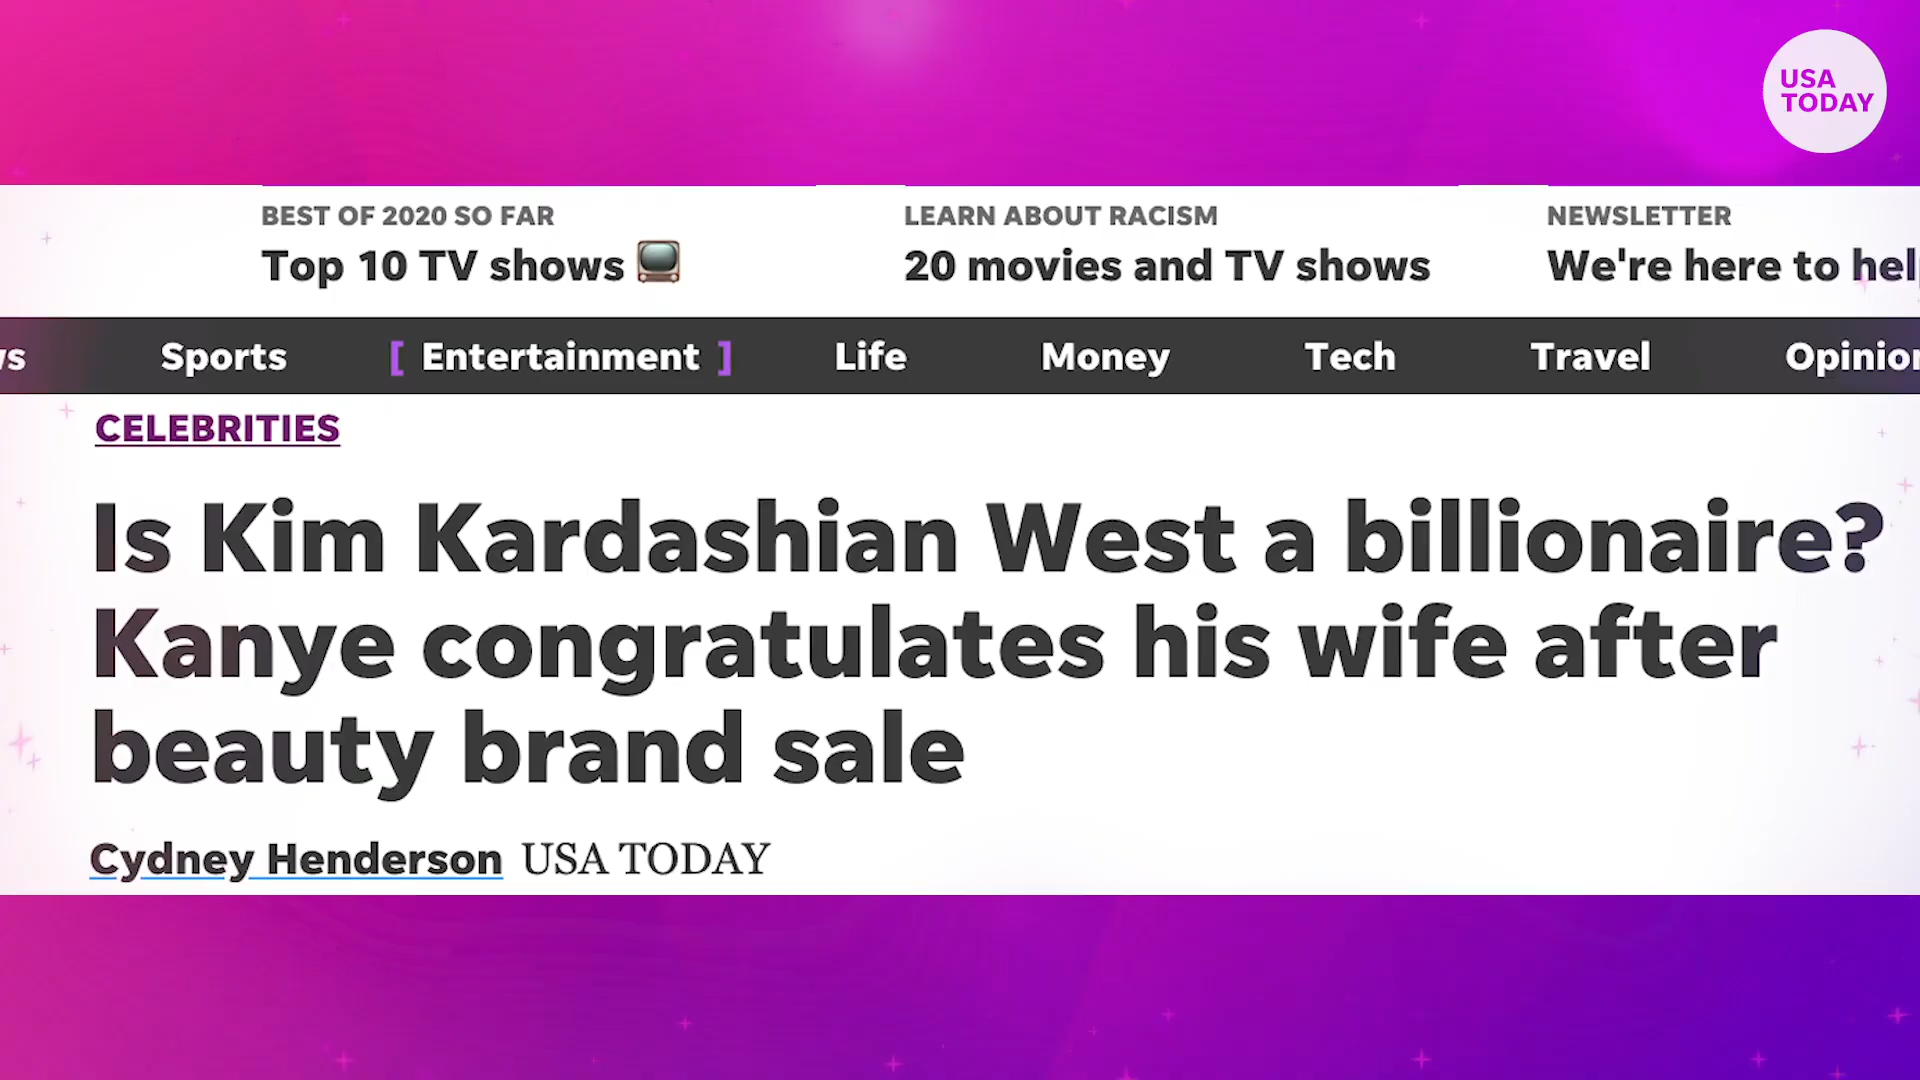 USA
TODAY
BEST OF 2020 SO FAR
Top 10 TV shows
LEARN ABOUT RACISM
20 movies and TV shows
NEWSLETTER
We're here to hel
Sports [ Entertainment ] Life Money Tech Travel Opinion
CELEBRITIES
Is Kim Kardashian West a billionaire?
Kanye congratulates his wife after
beauty brand sale
Cydney Henderson USA TODAY